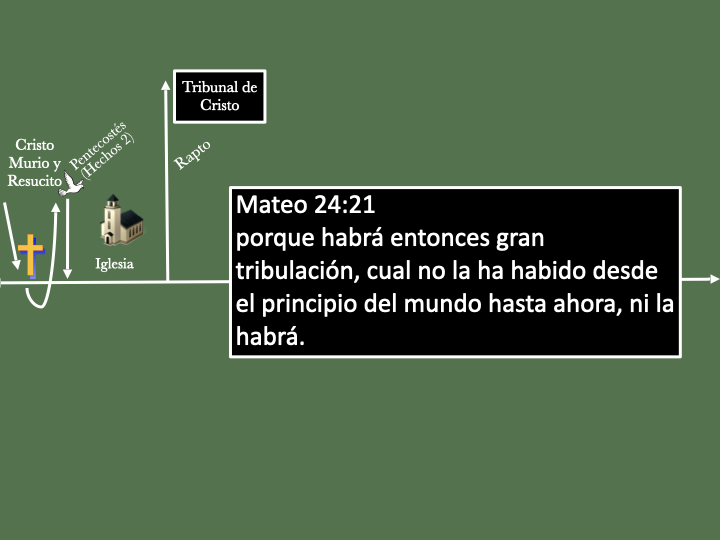 Tribunal de
Cristo
Cristo
Murio y
Resucito
Pentecostés
(Hechos 2)
Rapto
Iglesia
Mateo 24:21
porque habrá entonces gran
tribulación, cual no la ha habido desde
el principio del mundo hasta ahora, ni la
habrá.